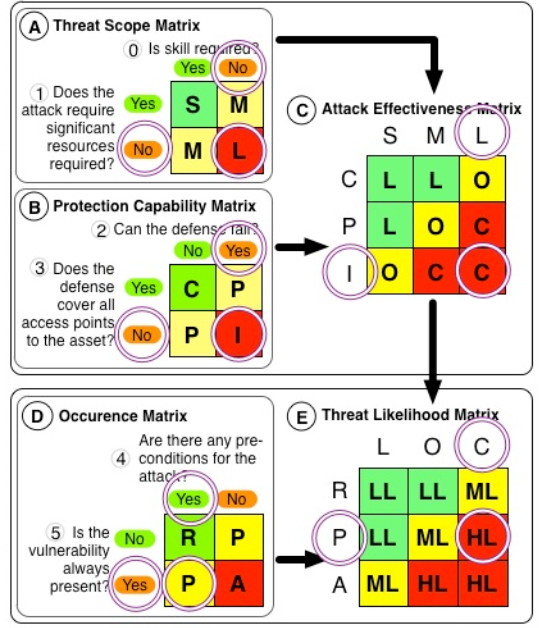 A Threat Scope Matrix
0 Is skill required?
Yes No
1 Does the
attack require
significant
resources
required?
Yes S M
No M L
B Protection Capability Matrix
2 Can the defense fail?
No Yes
3 Does the
defense
cover all
access points
to the asset?
Yes C P
No P I
C Attack Effectiveness Matrix
S M L
C L L O
P L O C
I O C C
D Occurence Matrix
Are there any pre-
4 conditions for the
attack?
Yes No
5 Is the
vulnerability
always
present?
No R P
Yes P A
E Threat Likelihood Matrix
L O C
R LL LL ML
P LL ML HL
A ML HL HL